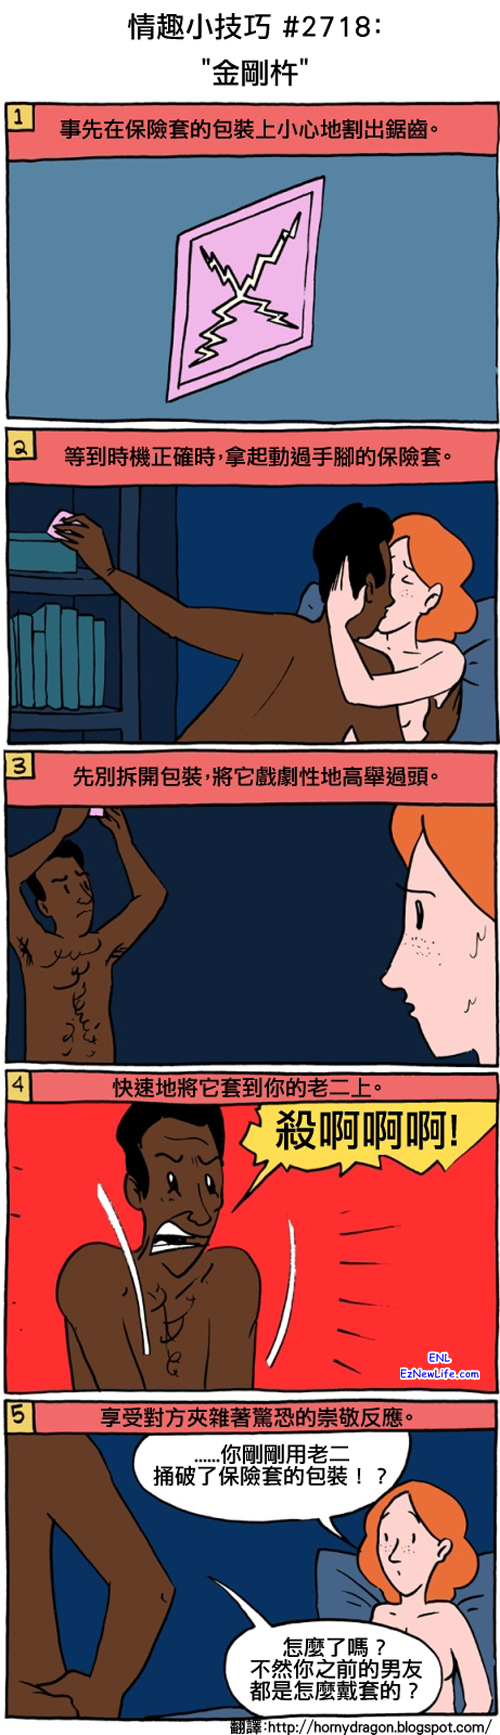 情趣小技巧 #2718:
"金剛杵"
1
事先在保險套的包裝上小心地割出鋸齒。
2
等到時機正確時,拿起動過手腳的保險套。
3
先別拆開包裝,將它戲劇性地高舉過頭。
4
快速地將它套到你的老二上。
殺啊啊啊!
ENL
EzNewLife.com
5
享受對方夾雜著驚恐的崇敬反應。
......你剛剛用老二
捅破了保險套的包裝！？
怎麼了嗎？
不然你之前的男友
都是怎麼戴套的？
翻譯:http://hornydragon.blogspot.com/